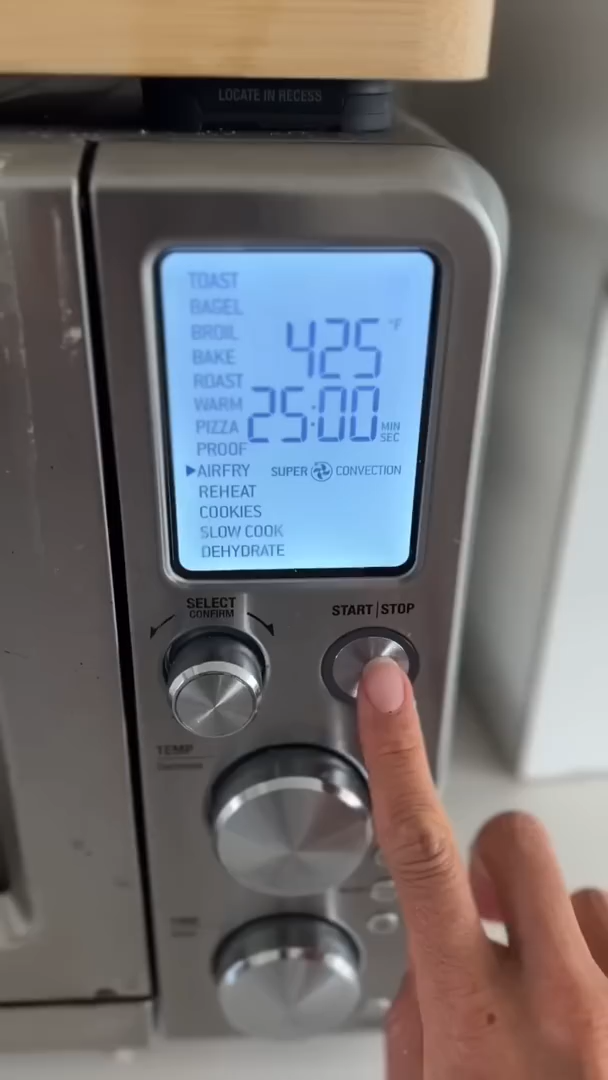 LOCATE IN RECESS
TOAST
BAGEL
BROIL
BAKE
ROAST
WARM
PIZZA
PROOF
AIRFRY
REHEAT
COOKIES
SLOW COOK
DEHYDRATE
425 °F
25:00 MIN SEC
SUPER CONVECTION
SELECT
CONFIRM
START | STOP
TEMP
TIME